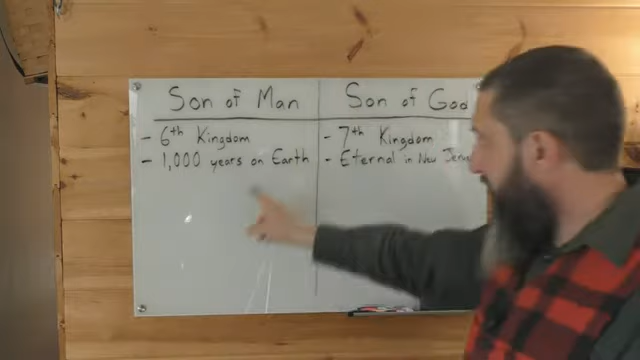 Son of Man
- 6th Kingdom
- 1,000 years on Earth
Son of God
- 7th Kingdom
- Eternal in New